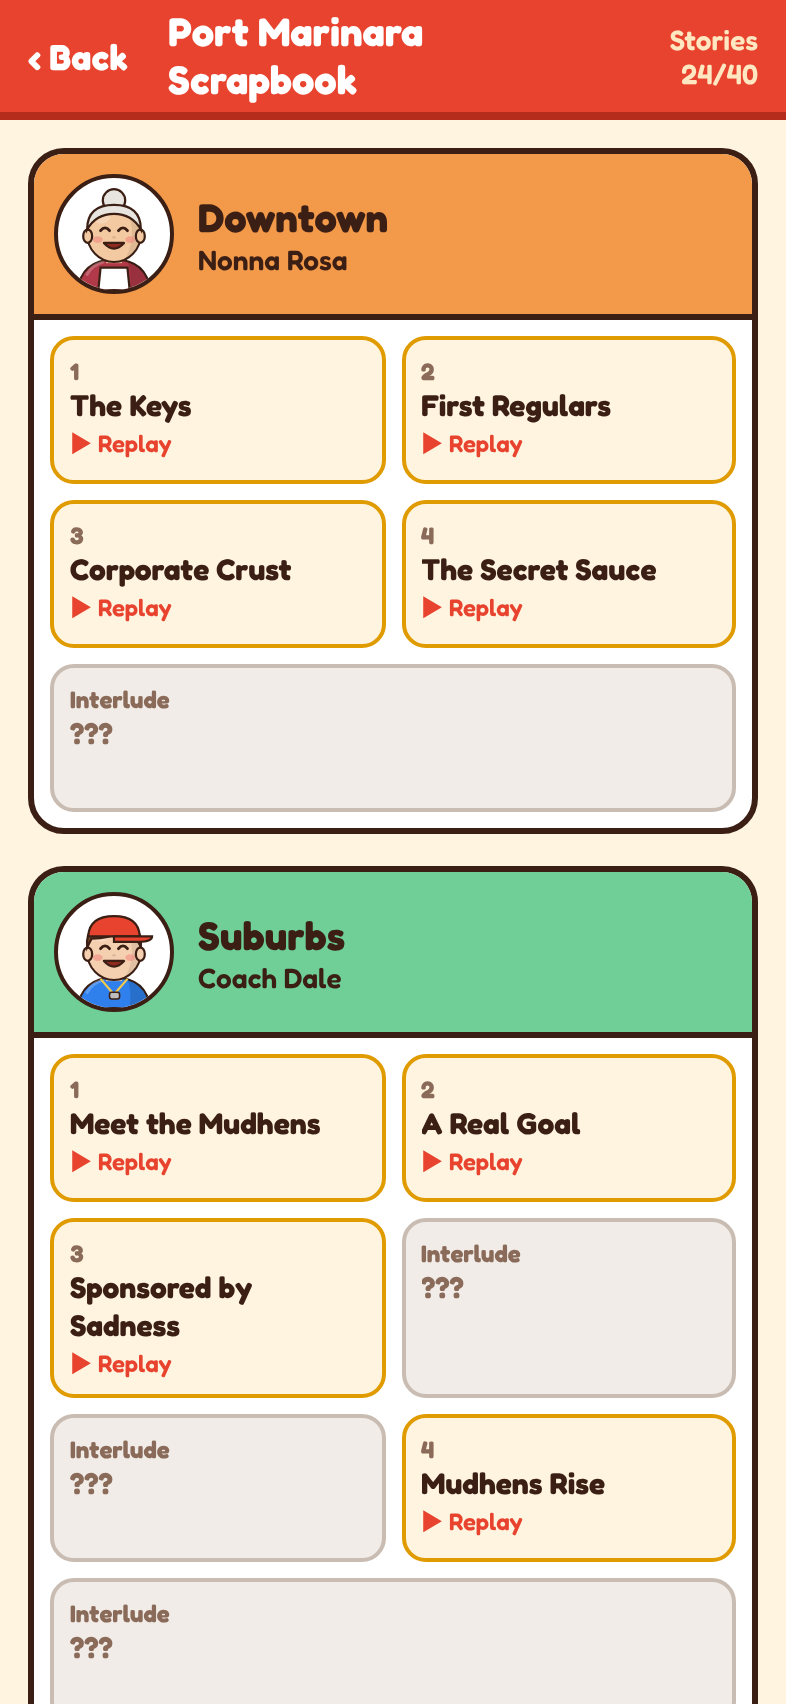 ‹ Back
Port Marinara
Scrapbook
Stories
24/40
Downtown
Nonna Rosa
1
The Keys
▶ Replay
2
First Regulars
▶ Replay
3
Corporate Crust
▶ Replay
4
The Secret Sauce
▶ Replay
Interlude
???
Suburbs
Coach Dale
1
Meet the Mudhens
▶ Replay
2
A Real Goal
▶ Replay
3
Sponsored by
Sadness
▶ Replay
Interlude
???
Interlude
???
4
Mudhens Rise
▶ Replay
Interlude
???